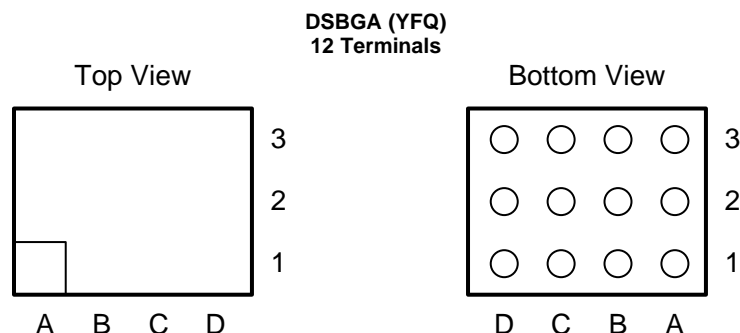 DSBGA (YFQ)
12 Terminals
Top View
3
2
1
A B C D
Bottom View
3
2
1
D C B A